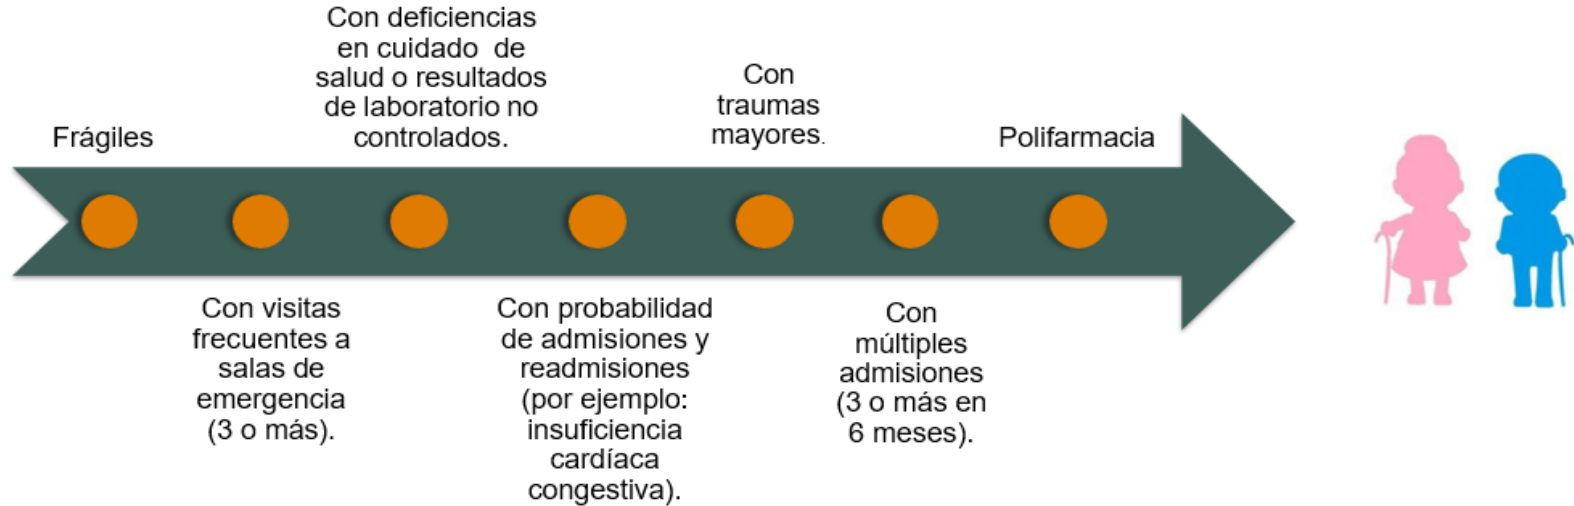 Frágiles
Con visitas
frecuentes a
salas de
emergencia
(3 o más).
Con deficiencias
en cuidado de
salud o resultados
de laboratorio no
controlados.
Con probabilidad
de admisiones y
readmisiones
(por ejemplo:
insuficiencia
cardíaca
congestiva).
Con
traumas
mayores.
Con
múltiples
admisiones
(3 o más en
6 meses).
Polifarmacia